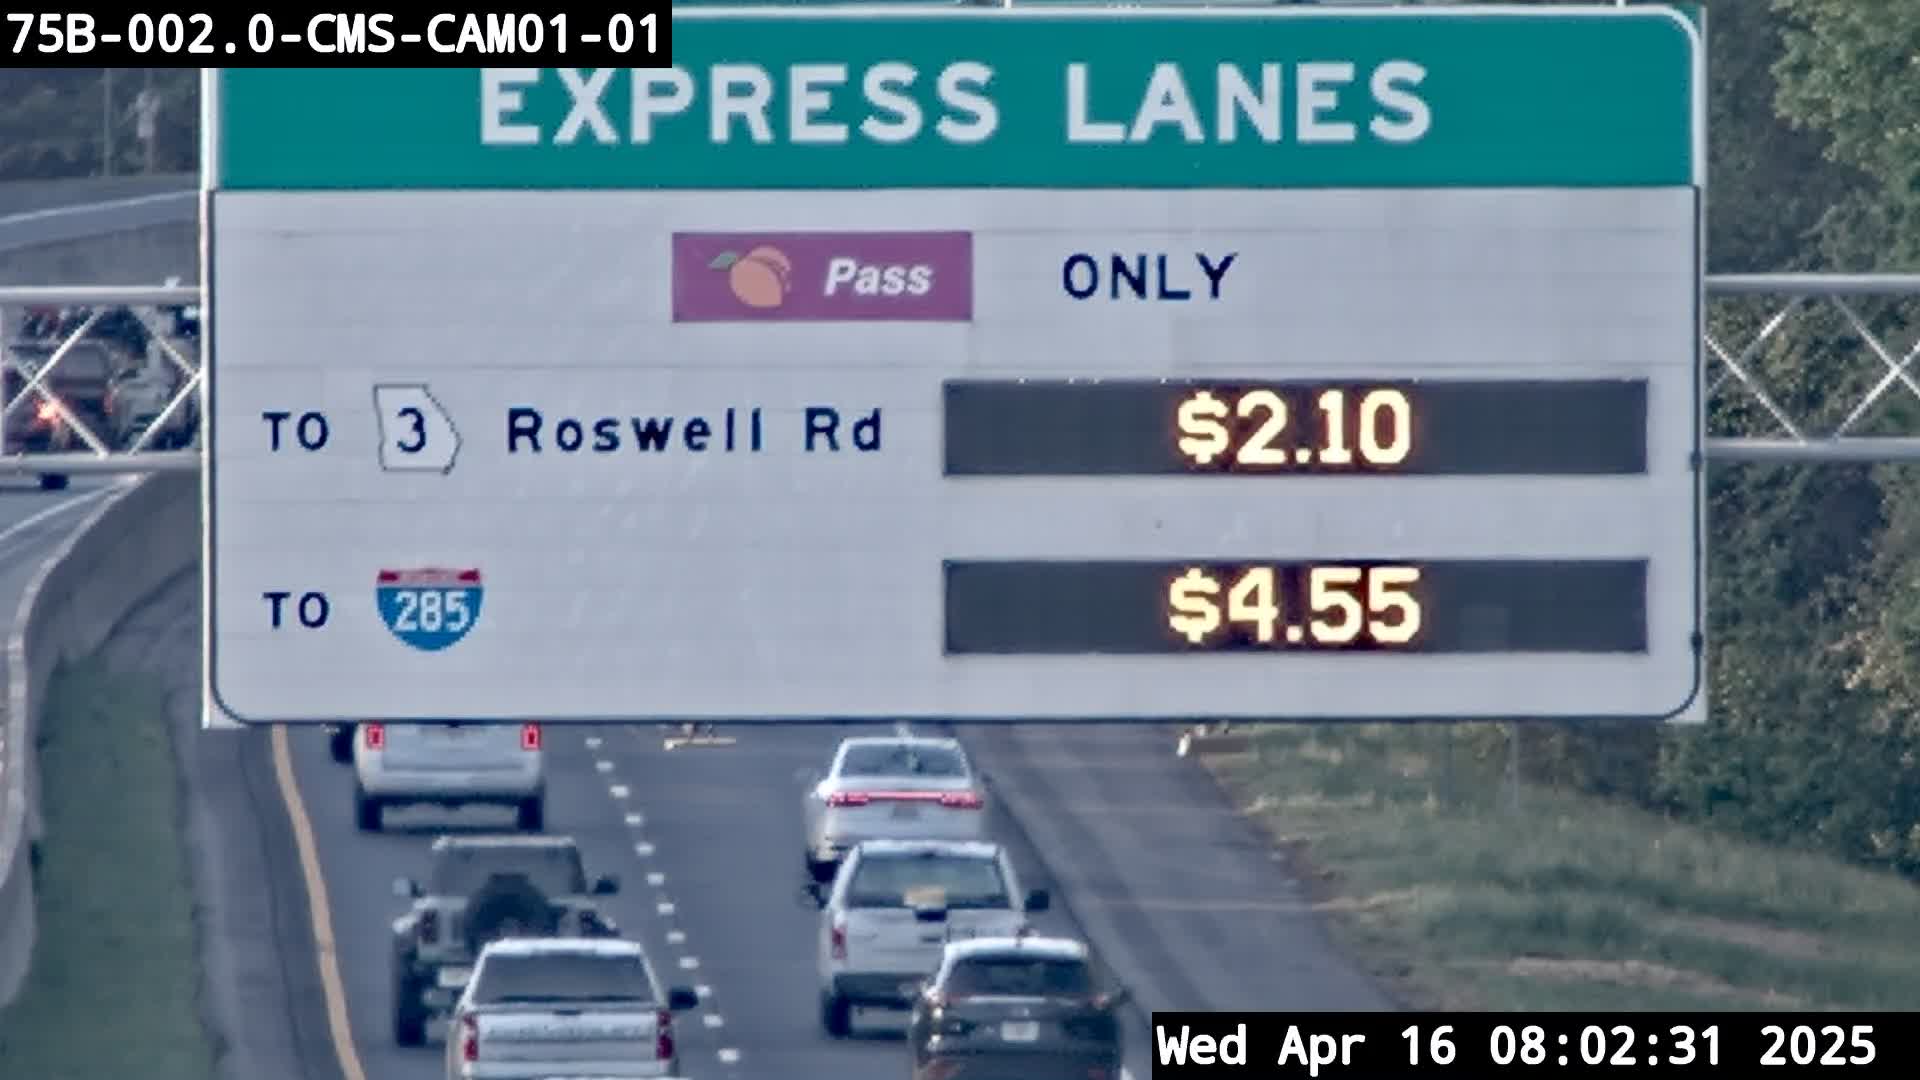 75B-002.0-CMS-CAM01-01
EXPRESS LANES
Pass ONLY
TO 3 Roswell Rd $2.10
TO 285 $4.55
Wed Apr 16 08:02:31 2025